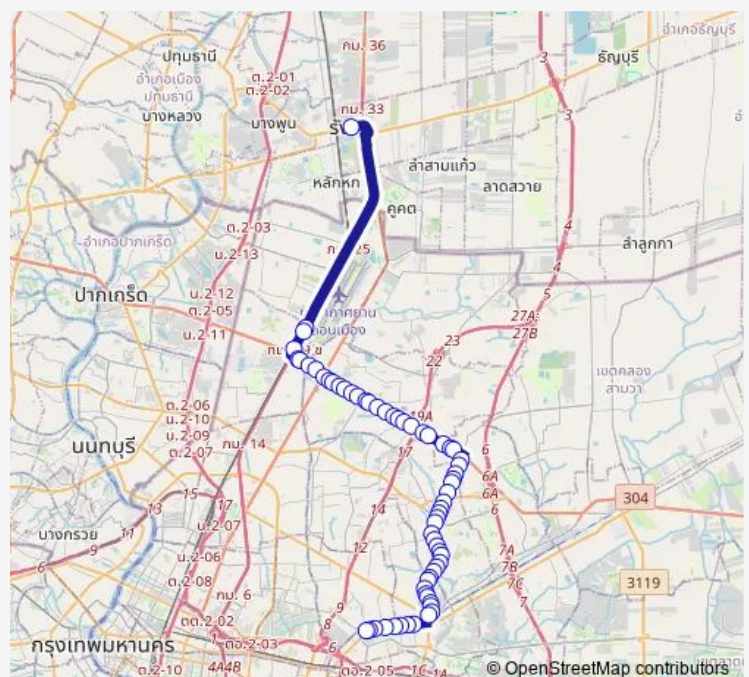 กม. 36
อำเภอธัญบุรี
ปทุมธานี
ต.2-01
ต.2-02
3
ธัญบุรี
อำเภอเมือง
ปทุมธานี
บางหลวง
กม. 33
บางพูน
3
ลำสามแก้ว
หลักหก
ลาดสวาย
คูคต
ต.2-03
4
อำเภอปากเกร็ด
น.2-13
ลำลูกกา
4
5
น.2-12
ปากเกร็ด
ต.2-05
น.2-11
27A
27B
23
22
เขตคลอง
สามวา
ต.2-06
19A
น.2-10
น.2-09
ต.2-07
กม. 14
17
6
นนทบุรี
6A
6A
304
15
13
17
14
6
บางกรวย
11
น.2-07
9
6
12
7A
7B
7C
น.2-06
ต.2-08
3119
กม. 6
7
ตต.2-02
9
8
กรุงเทพมหานคร
ตอ.2-03
6
4A4B
ต.2-10
ตอ.2-05
1C
14
© OpenStreetMap contributors